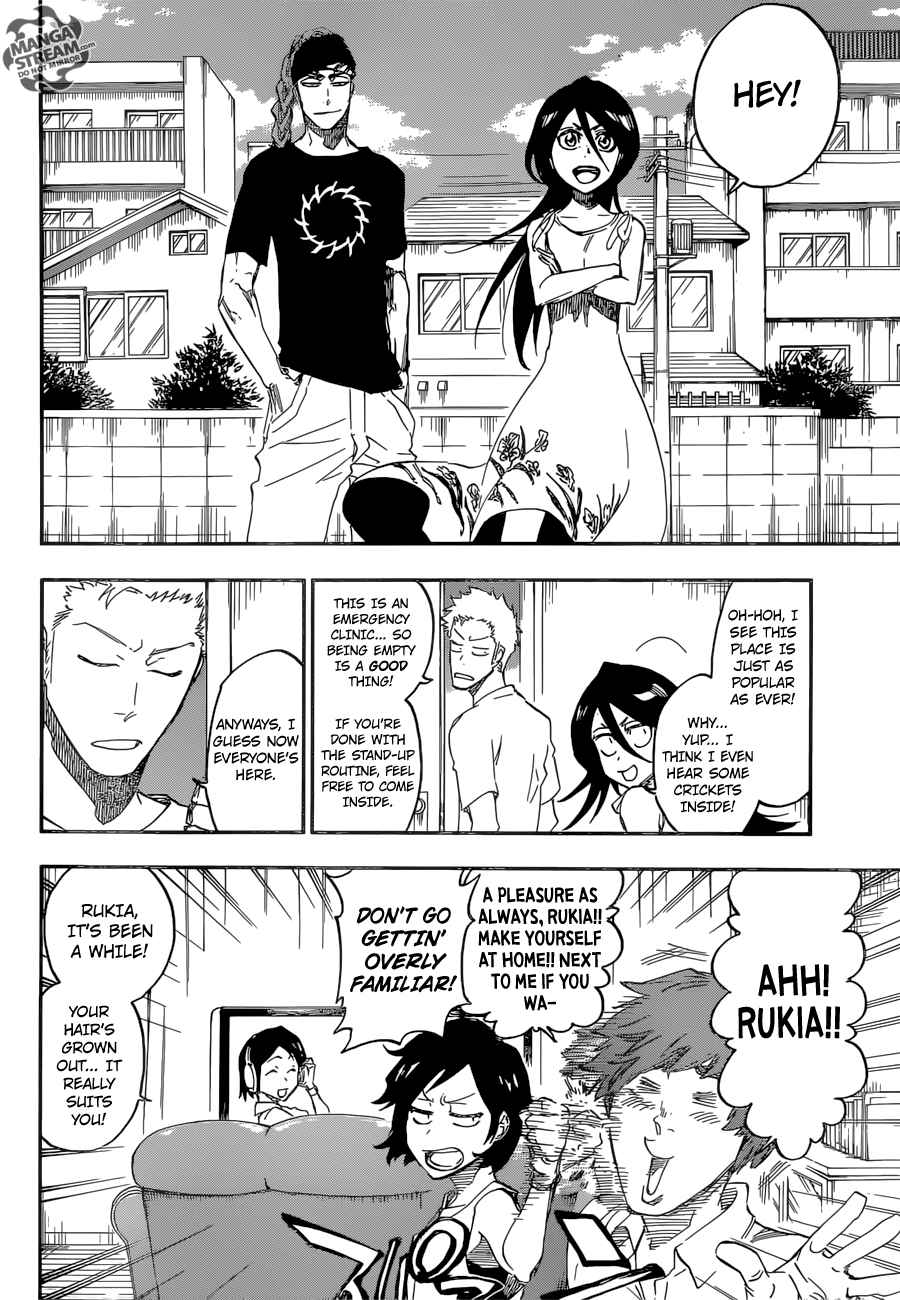 MANGA
STREAM.com
DO NOT MIRROR!
HEY!
OH-HOH, I
SEE THIS
PLACE IS
JUST AS
POPULAR
AS EVER!
WHY...
YUP... I
THINK I EVEN
HEAR SOME
CRICKETS
INSIDE!
THIS IS AN
EMERGENCY
CLINIC... SO
BEING EMPTY
IS A GOOD
THING!
IF YOU'RE
DONE WITH
THE STAND-UP
ROUTINE, FEEL
FREE TO COME
INSIDE.
ANYWAYS, I
GUESS NOW
EVERYONE'S
HERE.
AHH!
RUKIA!!
A PLEASURE AS
ALWAYS, RUKIA!!
MAKE YOURSELF
AT HOME!! NEXT
TO ME IF YOU
WA-
DON'T GO
GETTIN'
OVERLY
FAMILIAR!
RUKIA,
IT'S BEEN
A WHILE!
YOUR
HAIR'S
GROWN
OUT... IT
REALLY
SUITS
YOU!